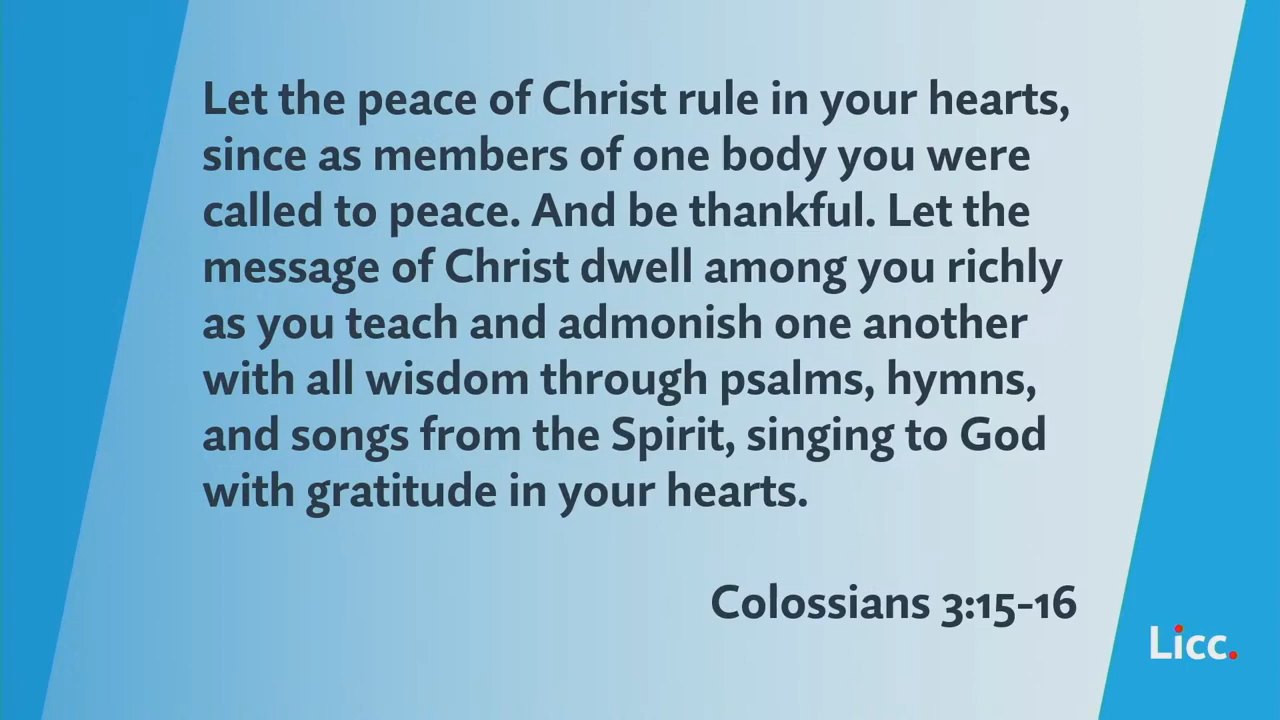 Let the peace of Christ rule in your hearts,
since as members of one body you were
called to peace. And be thankful. Let the
message of Christ dwell among you richly
as you teach and admonish one another
with all wisdom through psalms, hymns,
and songs from the Spirit, singing to God
with gratitude in your hearts.
Colossians 3:15-16
Licc.